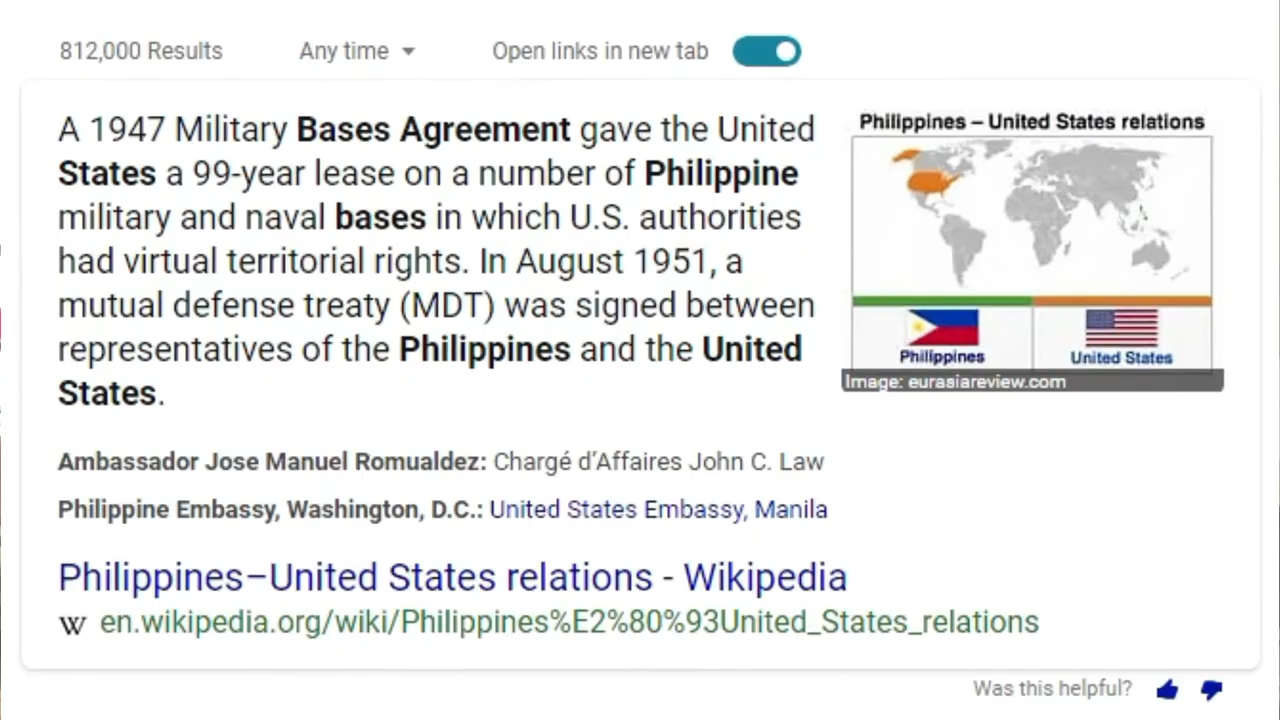 812,000 Results Any time Open links in new tab
A 1947 Military Bases Agreement gave the United
States a 99-year lease on a number of Philippine
military and naval bases in which U.S. authorities
had virtual territorial rights. In August 1951, a
mutual defense treaty (MDT) was signed between
representatives of the Philippines and the United
States.
Philippines – United States relations
Philippines United States
Image: eurasiareview.com
Ambassador Jose Manuel Romualdez: Chargé d’Affaires John C. Law
Philippine Embassy, Washington, D.C.: United States Embassy, Manila
Philippines–United States relations - Wikipedia
W en.wikipedia.org/wiki/Philippines%E2%80%93United_States_relations
Was this helpful?